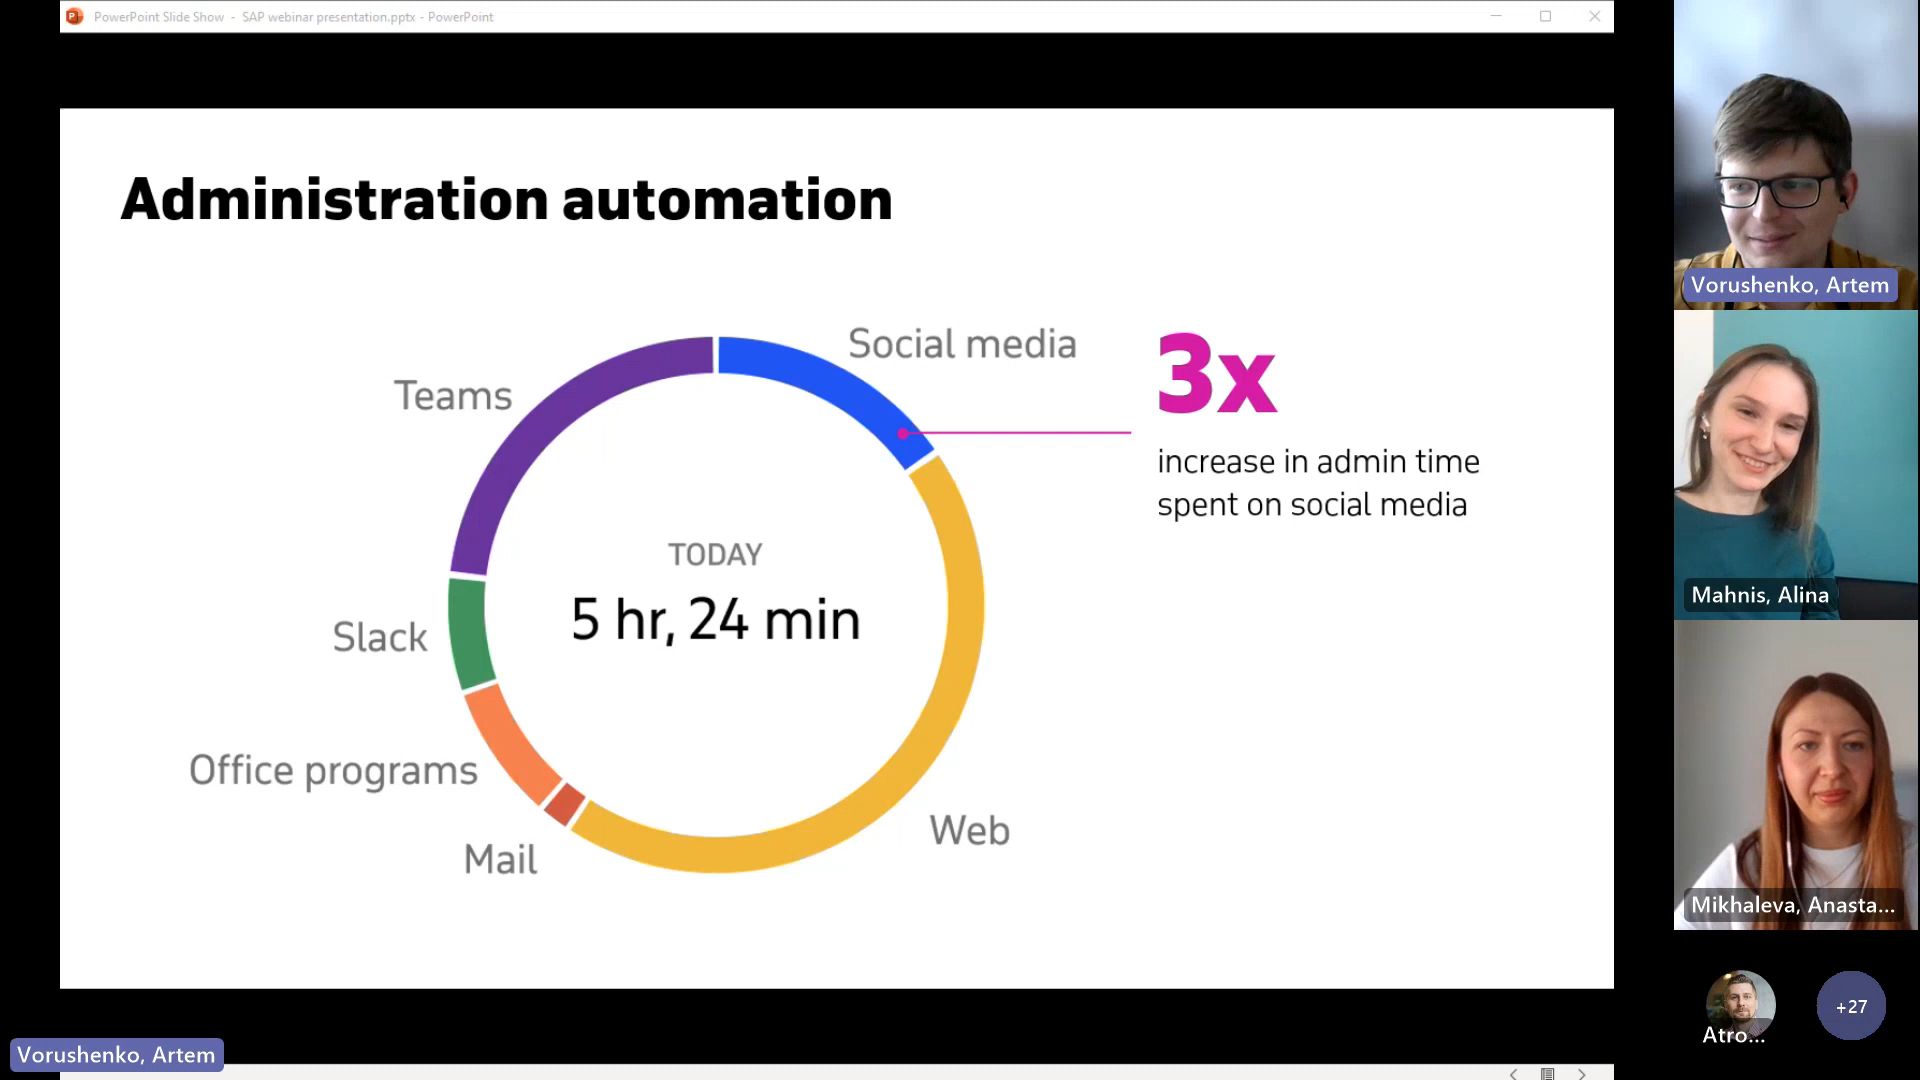 PowerPoint Slide Show - SAP webinar presentation.pptx - PowerPoint
Administration automation
Social media
3x
increase in admin time
spent on social media
Teams
TODAY
5 hr, 24 min
Slack
Office programs
Mail
Web
Vorushenko, Artem
Mahnis, Alina
Mikhaleva, Anasta...
Atro...
+27
Vorushenko, Artem